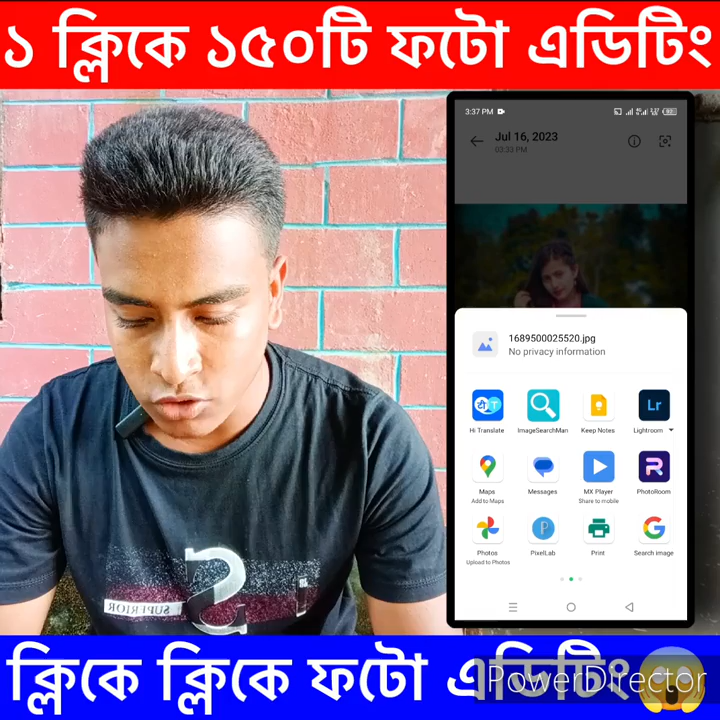 ১ ক্লিকে ১৫০টি ফটো এডিটিং
3:37 PM
Jul 16, 2023
03:33 PM
1689500025520.jpg
No privacy information
Hi Translate
ImageSearchMan
Keep Notes
Lightroom
Lr
Maps
Add to Maps
Messages
MX Player
Share to mobile
PhotoRoom
Photos
Upload to Photos
PixelLab
Print
Search image
S
SUPERIOR
ক্লিকে ক্লিকে ফটো এডিটিং
PowerDirector